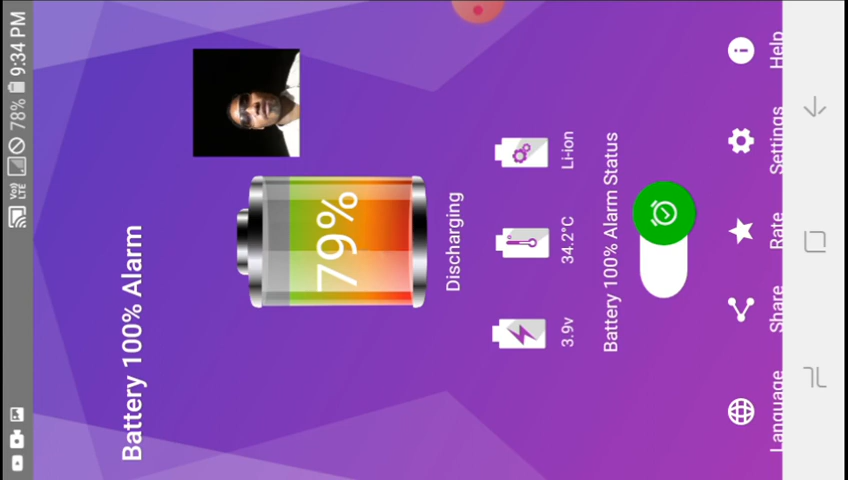 VoLTE 78% 9:34 PM
Battery 100% Alarm
79%
Discharging
3.9v 34.2°C Li-ion
Battery 100% Alarm Status
Language Share Rate Settings Help